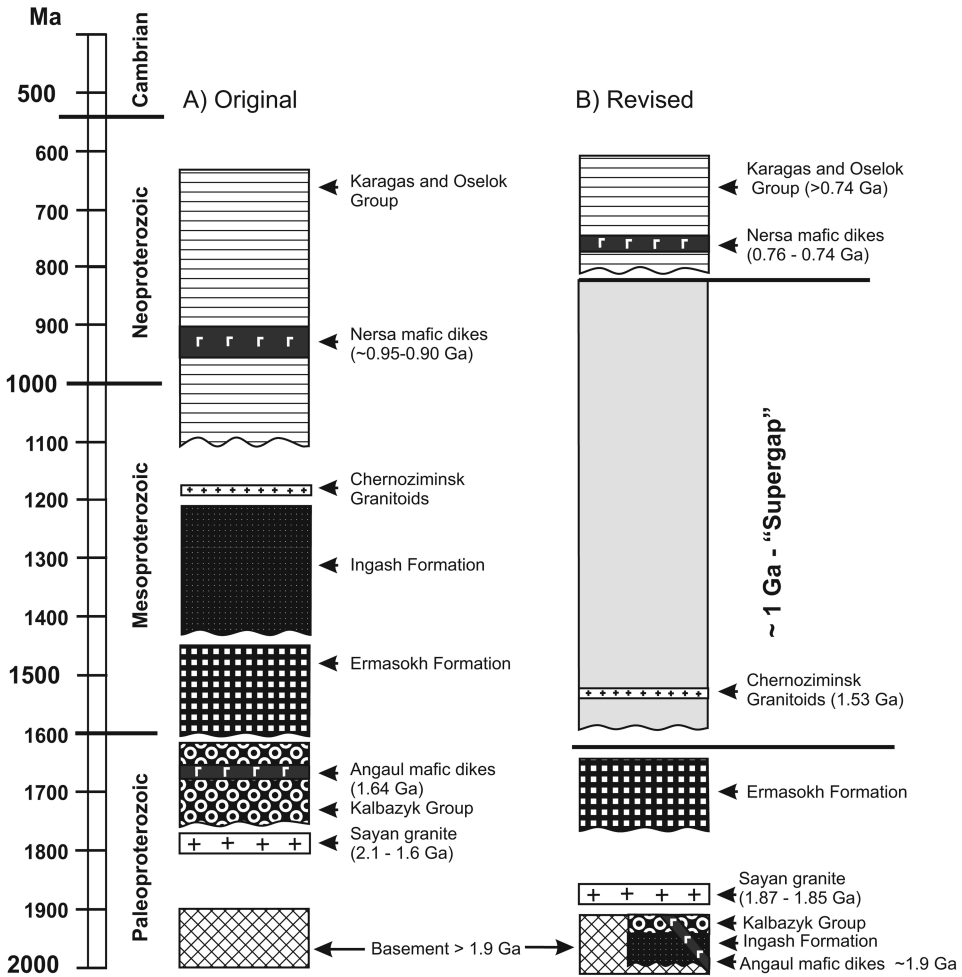 Ma
500
600
700
800
900
1000
1100
1200
1300
1400
1500
1600
1700
1800
1900
2000
Cambrian
Neoproterozoic
Mesoproterozoic
Paleoproterozoic
A) Original
Karagas and Oselok
Group
Nersa mafic dikes
(~0.95-0.90 Ga)
Chernoziminsk
Granitoids
Ingash Formation
Ermasokh Formation
Angaul mafic dikes
(1.64 Ga)
Kalbazyk Group
Sayan granite
(2.1 - 1.6 Ga)
Basement > 1.9 Ga
B) Revised
Karagas and Oselok
Group (>0.74 Ga)
Nersa mafic dikes
(0.76 - 0.74 Ga)
~ 1 Ga - “Supergap”
Chernoziminsk
Granitoids (1.53 Ga)
Ermasokh Formation
Sayan granite
(1.87 - 1.85 Ga)
Kalbazyk Group
Ingash Formation
Angaul mafic dikes ~1.9 Ga